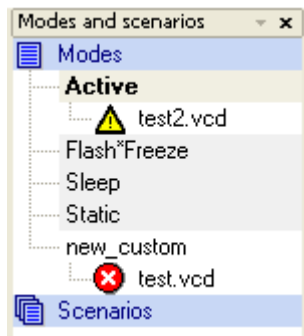 Modes and scenarios
Modes
Active
test2.vcd
Flash*Freeze
Sleep
Static
new_custom
test.vcd
Scenarios